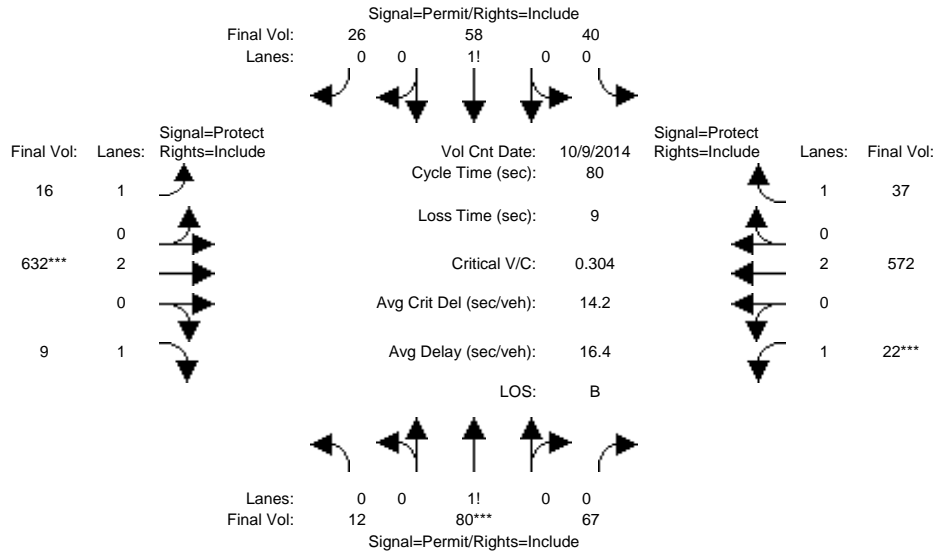 Signal=Permit/Rights=Include
Final Vol: 26 58 40
Lanes: 0 0 1! 0 0
Signal=Protect Signal=Protect
Final Vol: Lanes: Rights=Include Vol Cnt Date: 10/9/2014 Rights=Include Lanes: Final Vol:
Cycle Time (sec): 80
16 1 1 37
Loss Time (sec): 9
0 0
632*** 2 Critical V/C: 0.304 2 572
0 Avg Crit Del (sec/veh): 14.2 0
9 1 Avg Delay (sec/veh): 16.4 1 22***
LOS: B
Lanes: 0 0 1! 0 0
Final Vol: 12 80*** 67
Signal=Permit/Rights=Include